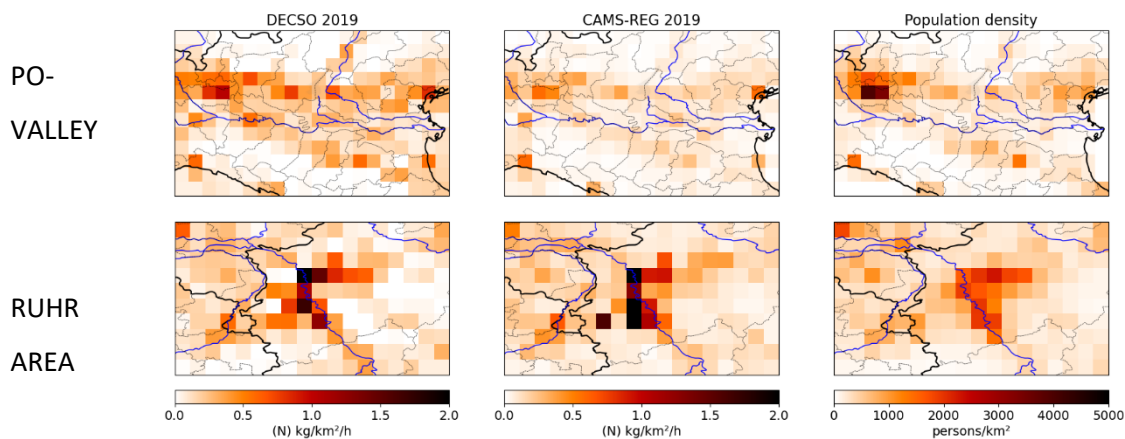 DECSO 2019 CAMS-REG 2019 Population density
PO-
VALLEY
RUHR
AREA
0.0 0.5 1.0 1.5 2.0 0.0 0.5 1.0 1.5 2.0 0 1000 2000 3000 4000 5000
(N) kg/km²/h (N) kg/km²/h persons/km²